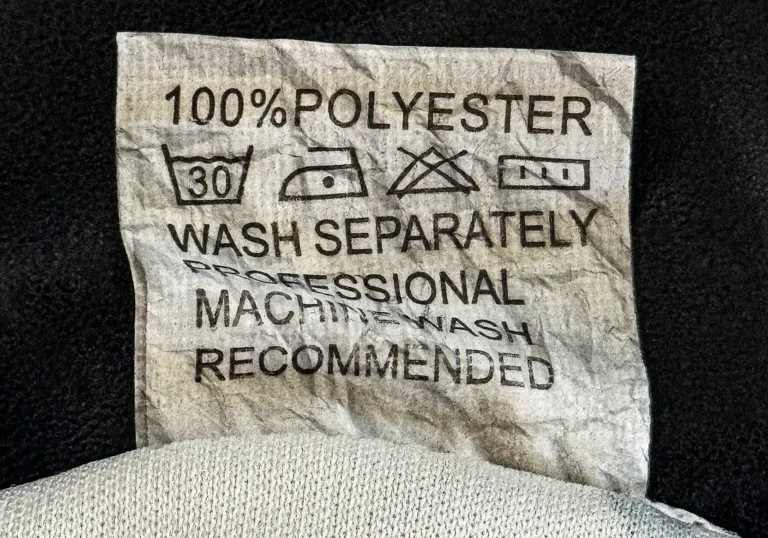 100%POLYESTER
30
WASH SEPARATELY
PROFESSIONAL
MACHINE WASH
RECOMMENDED